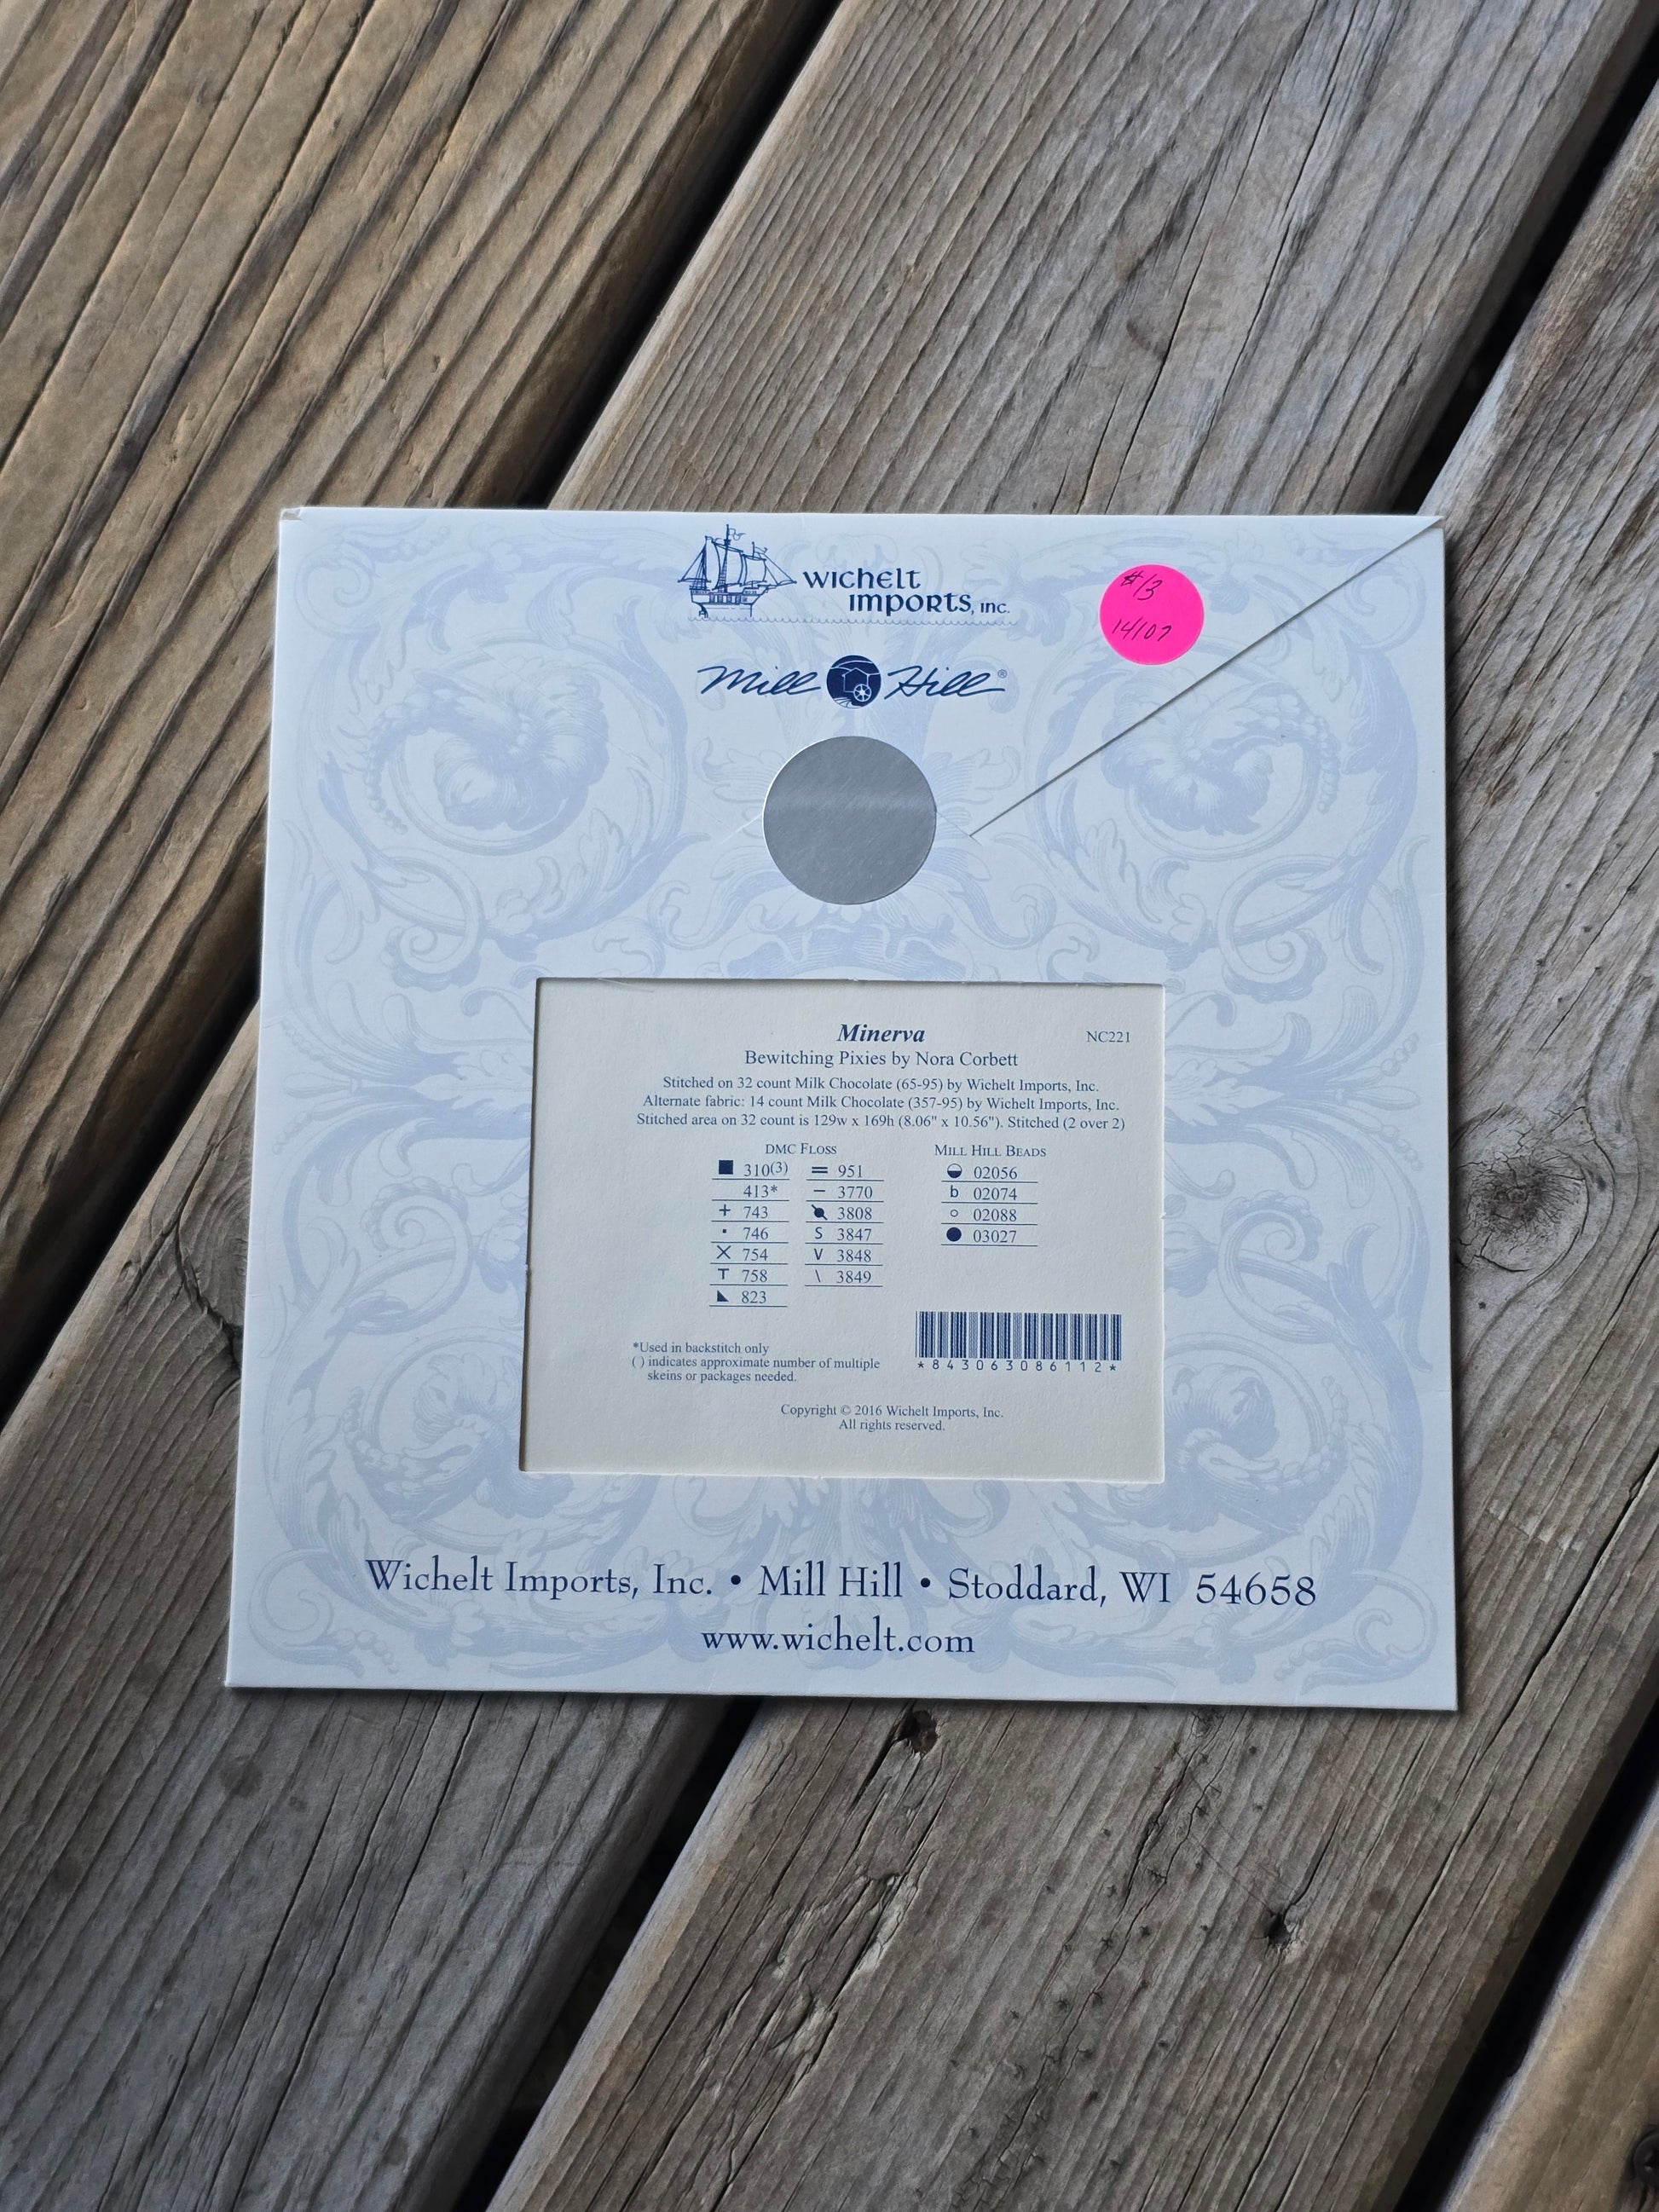 wichelt
imports, inc.
#13
14107
Mill Hill®
Minerva NC221
Bewitching Pixies by Nora Corbett
Stitched on 32 count Milk Chocolate (65-95) by Wichelt Imports, Inc.
Alternate fabric: 14 count Milk Chocolate (357-95) by Wichelt Imports, Inc.
Stitched area on 32 count is 129w x 169h (8.06" x 10.56"). Stitched (2 over 2)
DMC Floss Mill Hill Beads
■ 310(3) = 951 02056
413* – 3770 b 02074
+ 743 3808 ○ 02088
• 746 S 3847 ● 03027
X 754 V 3848
T 758 \ 3849
◣ 823
*Used in backstitch only
( ) indicates approximate number of multiple
skeins or packages needed.
*843063086112*
Copyright © 2016 Wichelt Imports, Inc.
All rights reserved.
Wichelt Imports, Inc. • Mill Hill • Stoddard, WI 54658
www.wichelt.com